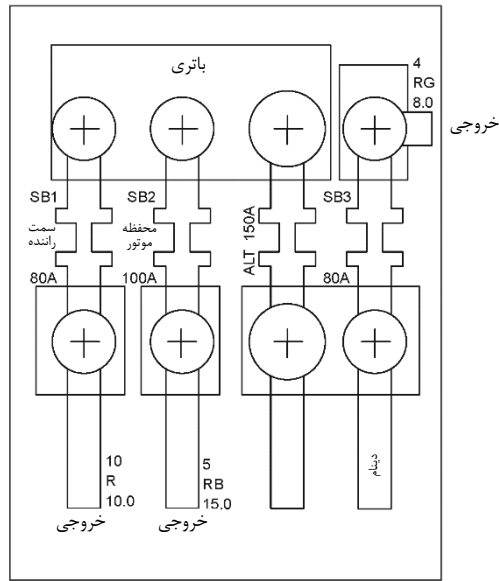 باتری
4
RG
8.0
خروجی
SB1
SB2
SB3
سمت
راننده
محفظه
موتور
ALT 150A
80A
100A
80A
10
R
10.0
5
RB
15.0
دینام
خروجی
خروجی